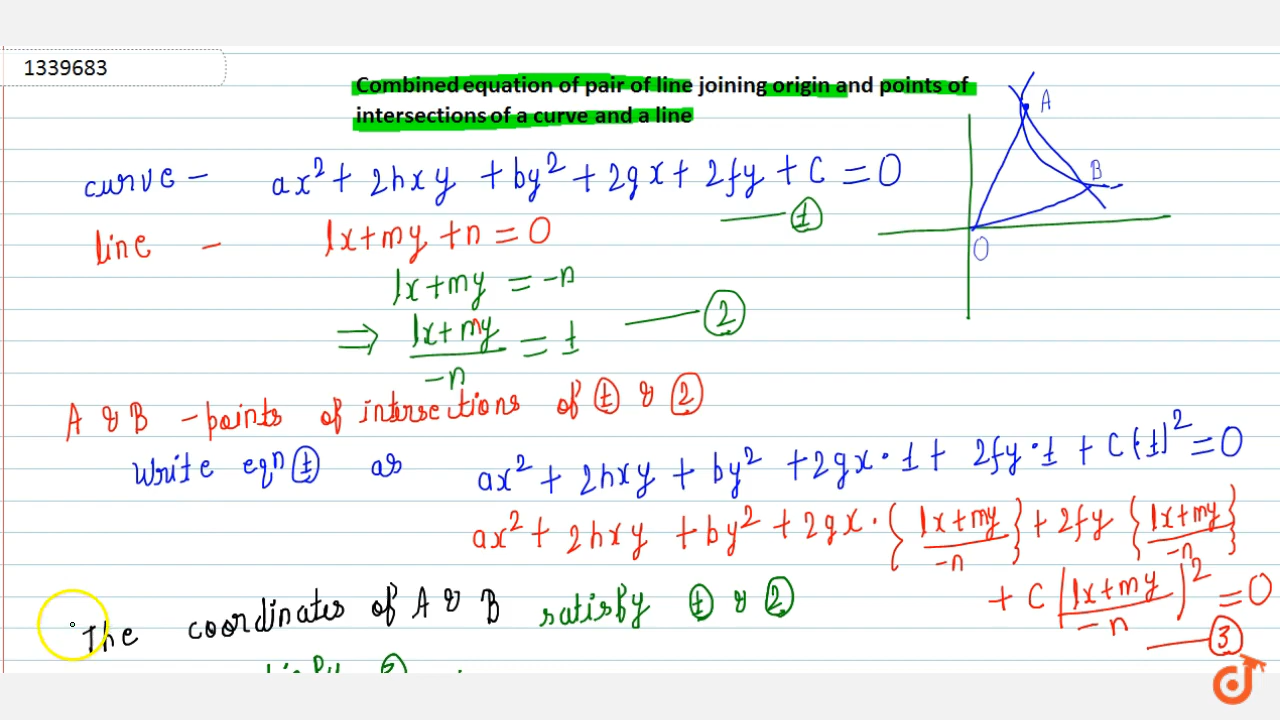 1339683
Combined equation of pair of line joining origin and points of
intersections of a curve and a line
A
B
O
curve - ax² + 2hxy + by² + 2gx + 2fy + c = 0
— ①
line - lx + my + n = 0
lx + my = -n
⇒ (lx + my)/-n = 1 — ②
A & B - points of intersections of ① & ②
Write eqn ① as ax² + 2hxy + by² + 2gx · 1 + 2fy · 1 + c(·1)² = 0
ax² + 2hxy + by² + 2gx · {(lx + my)/-n} + 2fy {(lx + my)/-n}
+ c ((lx + my)/-n)² = 0
— ③
The coordinates of A & B satisfy ① & ②